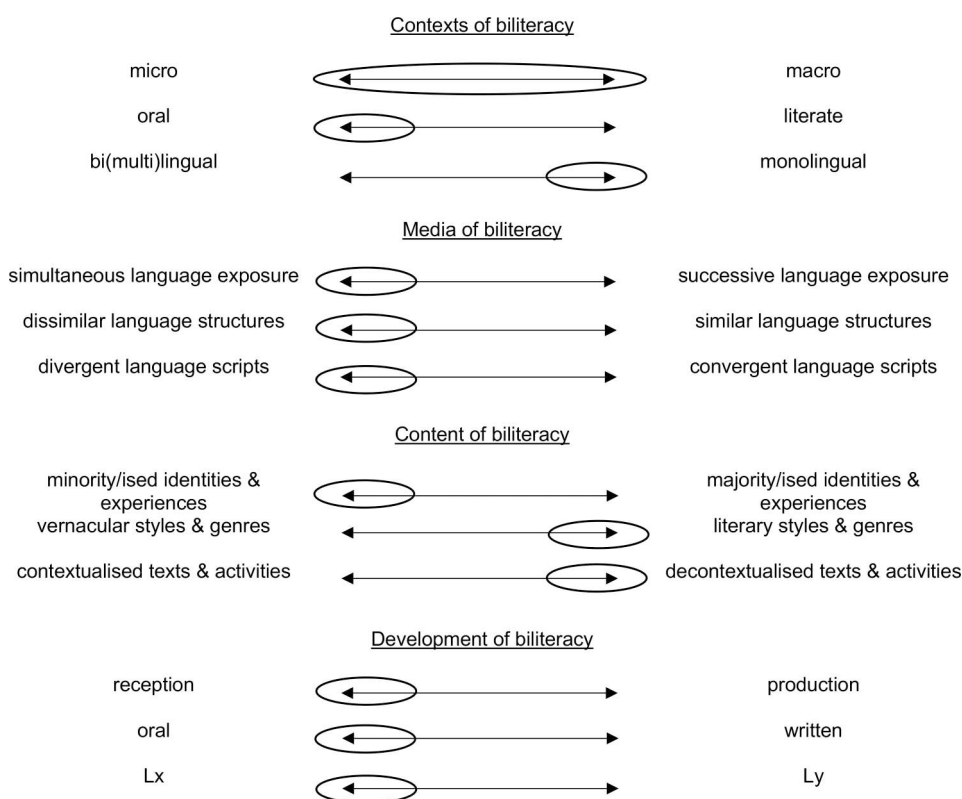 Contexts of biliteracy
micro macro
oral literate
bi(multi)lingual monolingual
Media of biliteracy
simultaneous language exposure successive language exposure
dissimilar language structures similar language structures
divergent language scripts convergent language scripts
Content of biliteracy
minority/ised identities & majority/ised identities &
experiences experiences
vernacular styles & genres literary styles & genres
contextualised texts & activities decontextualised texts & activities
Development of biliteracy
reception production
oral written
Lx Ly